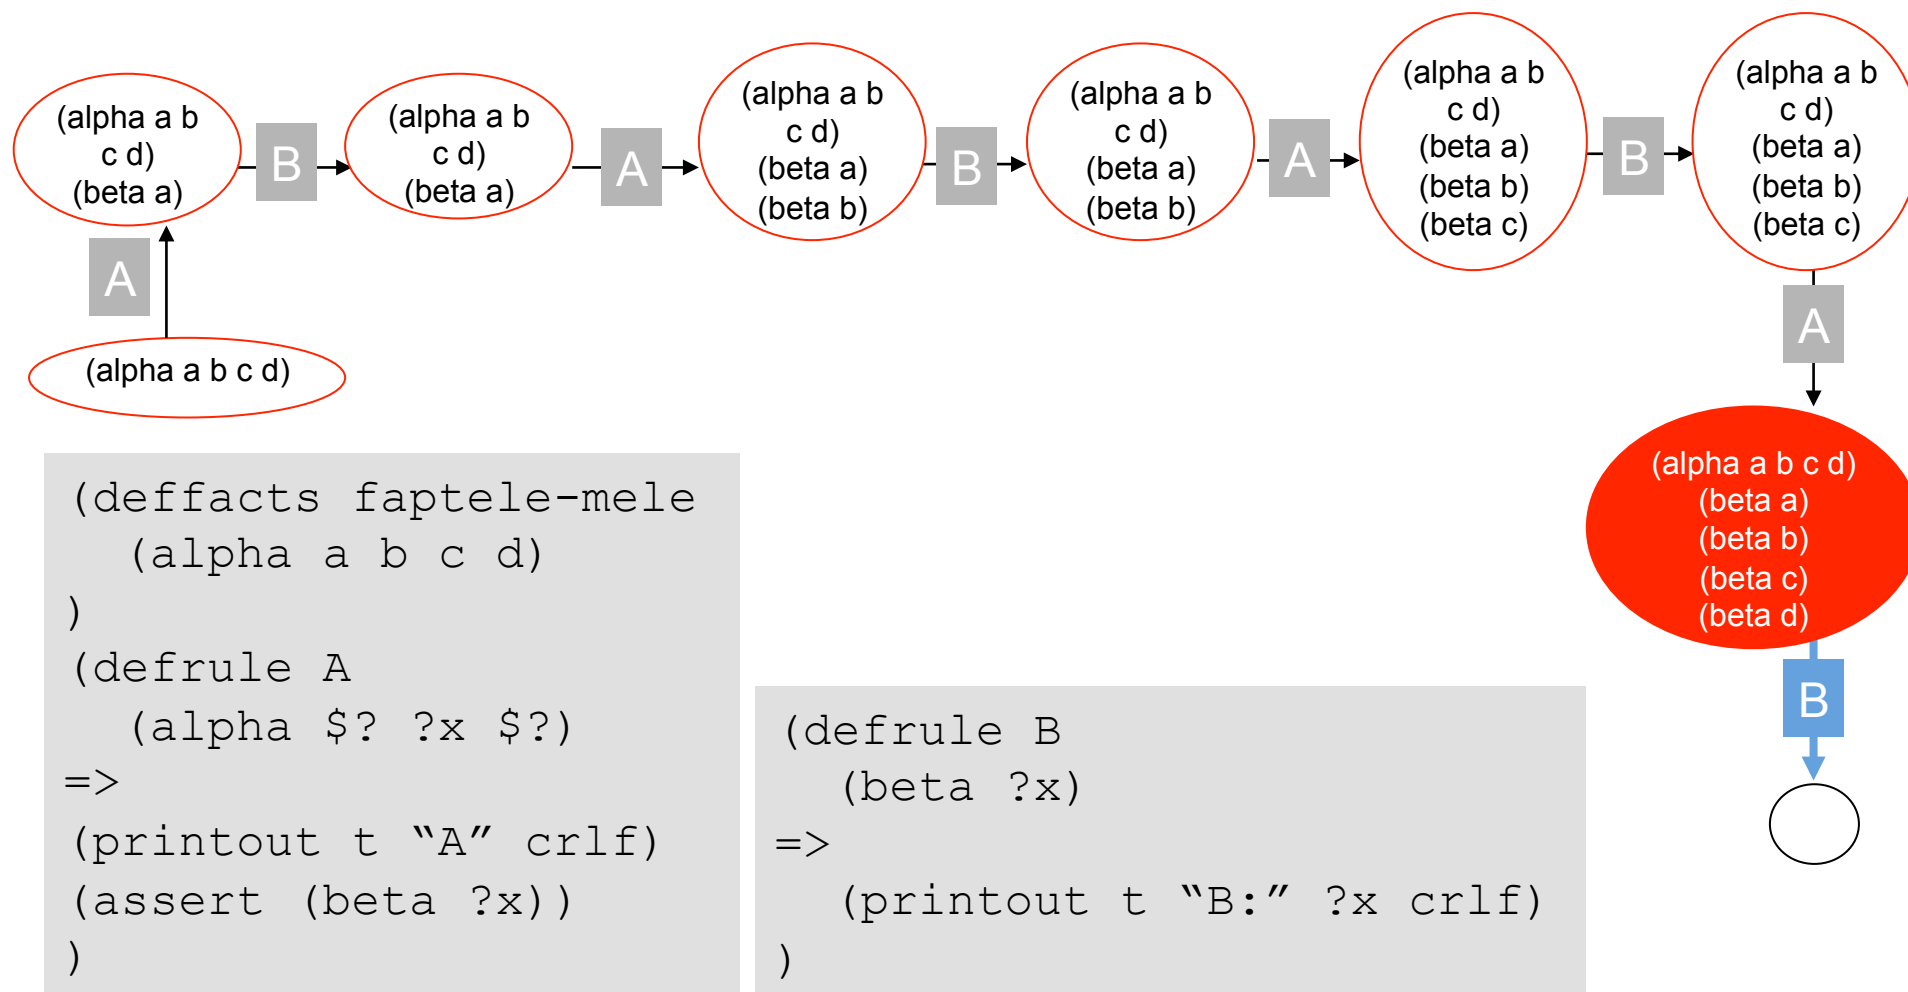 (alpha a b
c d)
(beta a)
B
(alpha a b
c d)
(beta a)
A
(alpha a b
c d)
(beta a)
(beta b)
B
(alpha a b
c d)
(beta a)
(beta b)
A
(alpha a b
c d)
(beta a)
(beta b)
(beta c)
B
(alpha a b
c d)
(beta a)
(beta b)
(beta c)
A
(alpha a b c d)
A
(alpha a b c d)
(beta a)
(beta b)
(beta c)
(beta d)
B
(deffacts faptele-mele
(alpha a b c d)
)
(defrule A
(alpha $? ?x $?)
=>
(printout t “A” crlf)
(assert (beta ?x))
)
(defrule B
(beta ?x)
=>
(printout t “B:” ?x crlf)
)